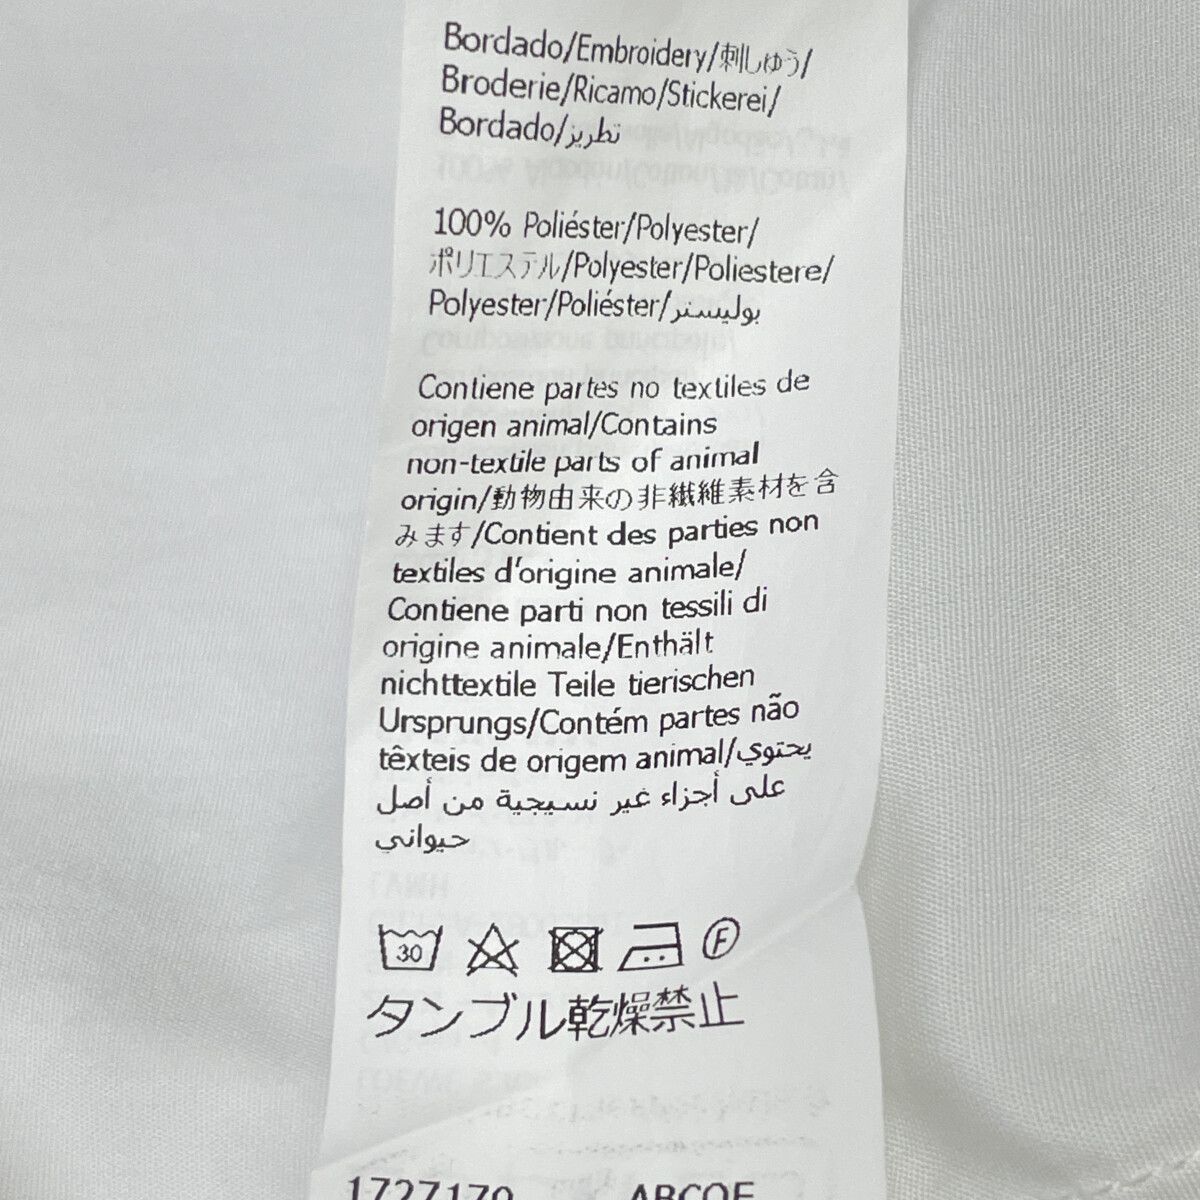 Bordado/Embroidery/刺しゅう/
Broderie/Ricamo/Stickerei/
Bordado/تطريز
100% Poliéster/Polyester/
ポリエステル/Polyester/Poliestere/
Polyester/Poliéster/بوليستر
Contiene partes no textiles de
origen animal/Contains
non-textile parts of animal
origin/動物由来の非繊維素材を含
みます/Contient des parties non
textiles d'origine animale/
Contiene parti non tessili di
origine animale/Enthält
nichttextile Teile tierischen
Ursprungs/Contém partes não
têxteis de origem animal/يحتوي
على أجزاء غير نسيجية من أصل
حيواني
30 F
タンブル乾燥禁止
1727170 ABCOE